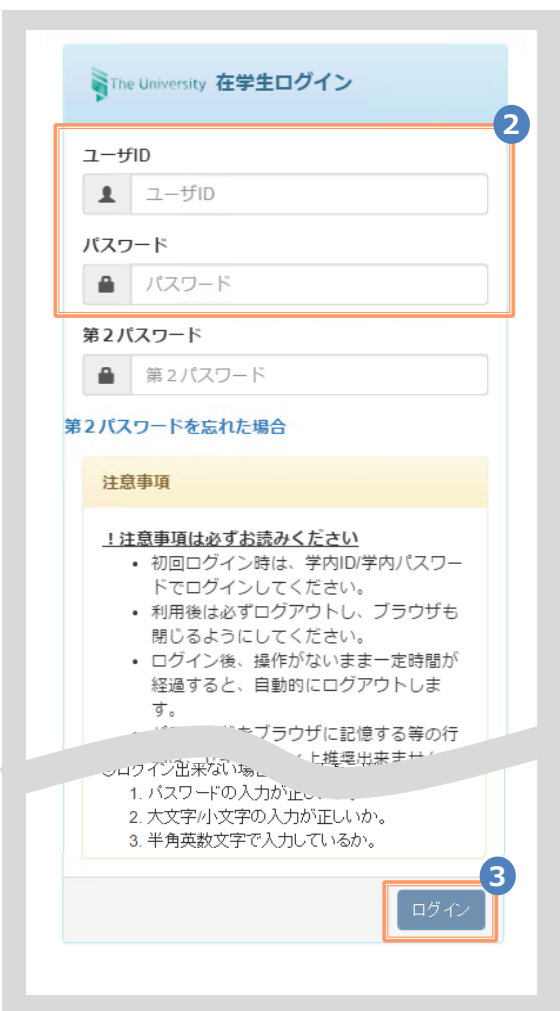 The University 在学生ログイン
2
ユーザID
ユーザID
パスワード
パスワード
第2パスワード
第2パスワード
第2パスワードを忘れた場合
注意事項
!注意事項は必ずお読みください
• 初回ログイン時は、学内ID/学内パスワー
ドでログインしてください。
• 利用後は必ずログアウトし、ブラウザも
閉じるようにしてください。
• ログイン後、操作がないまま一定時間が
経過すると、自動的にログアウトしま
す。
をブラウザに記憶する等の行
上推奨出来ません
ログイン出来ない場合
1. パスワードの入力が正し
2. 大文字/小文字の入力が正しいか。
3. 半角英数文字で入力しているか。
3
ログイン